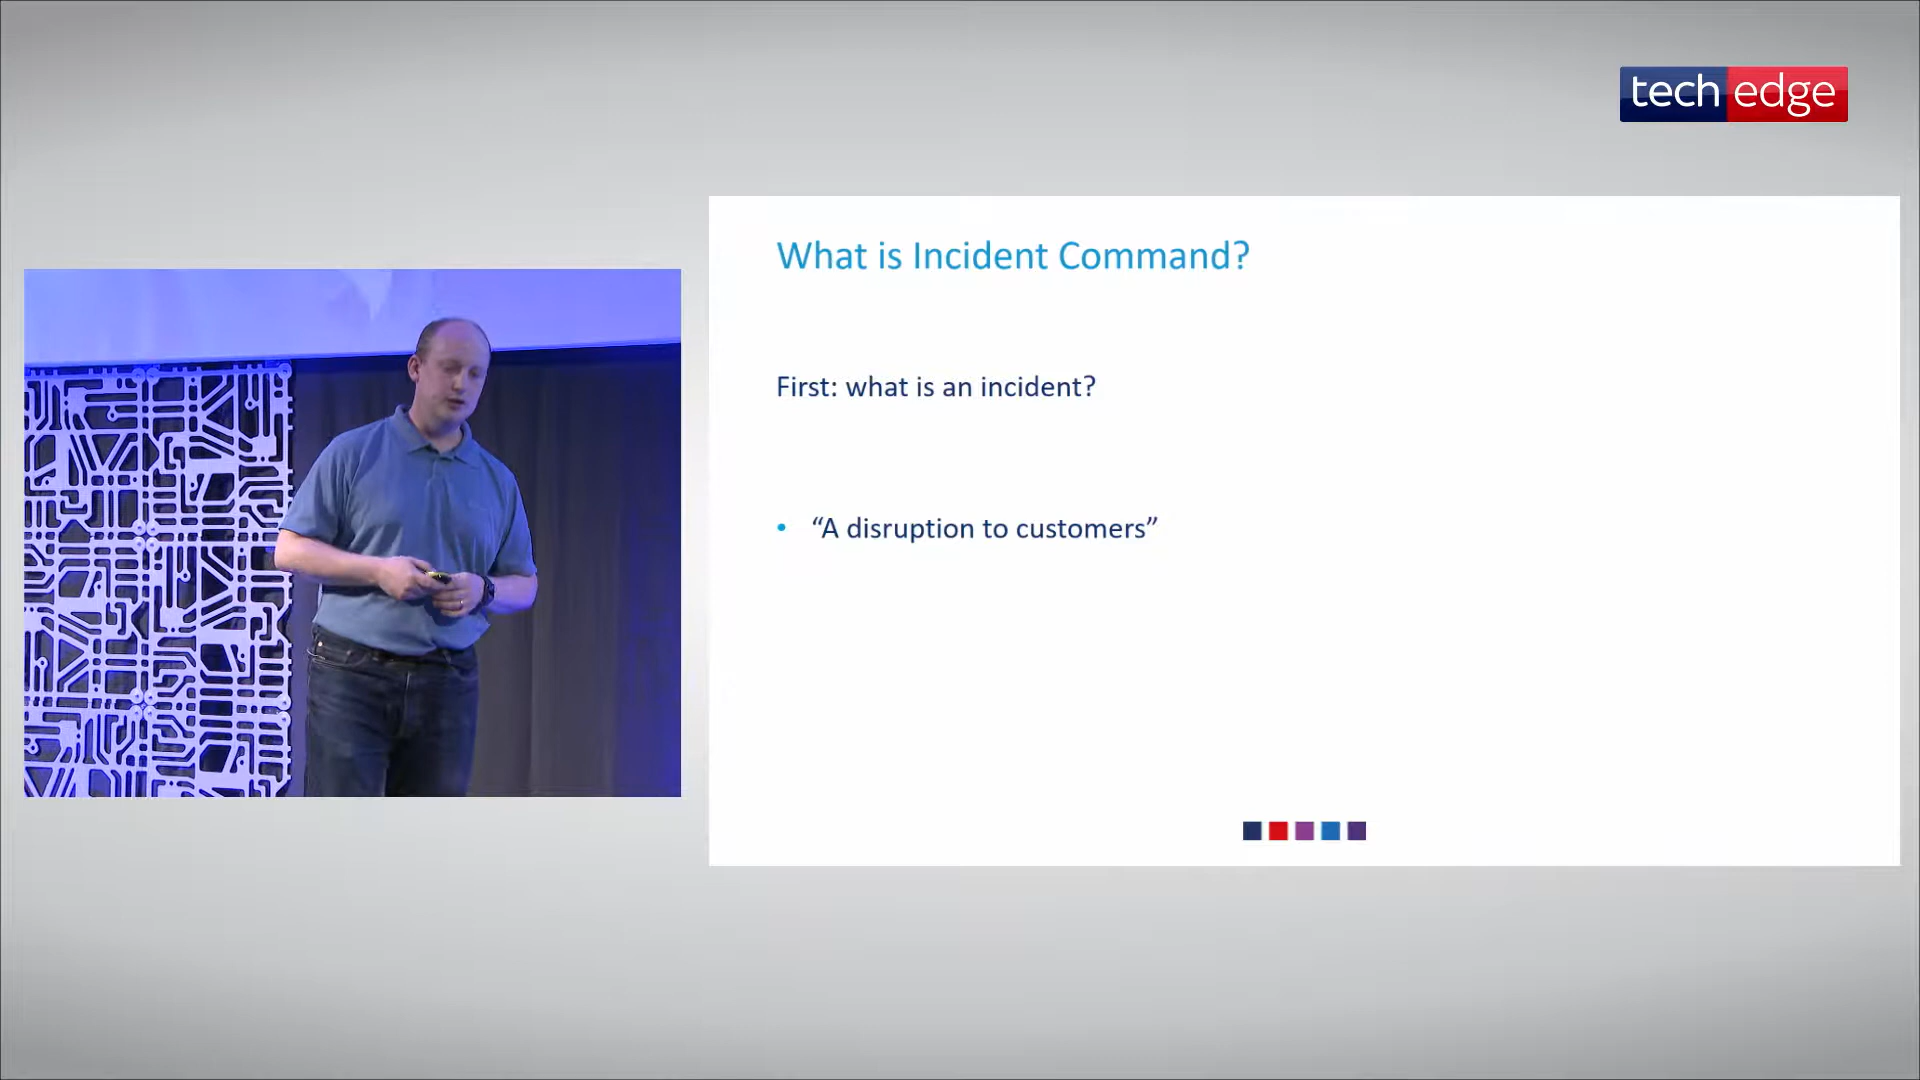 tech edge
What is Incident Command?
First: what is an incident?
• “A disruption to customers”